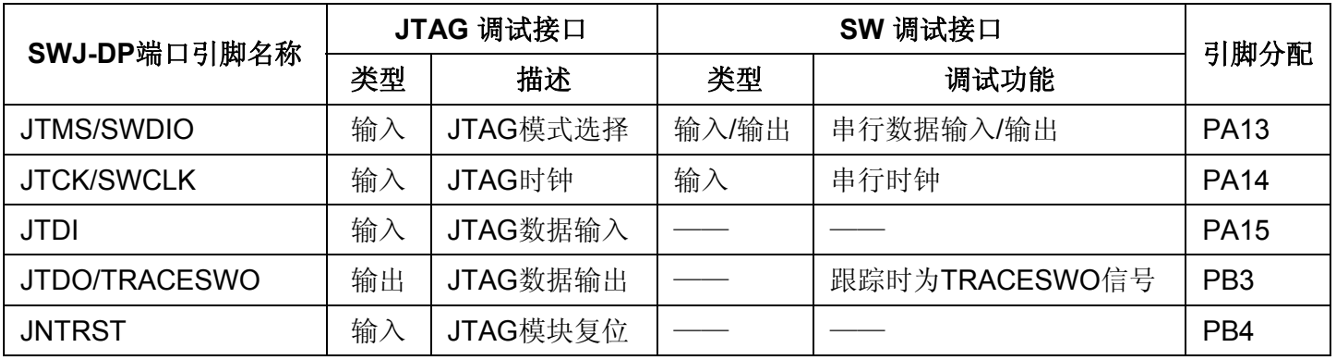 SWJ-DP端口引脚名称 JTAG 调试接口 SW 调试接口 引脚分配
类型 描述 类型 调试功能
JTMS/SWDIO 输入 JTAG模式选择 输入/输出 串行数据输入/输出 PA13
JTCK/SWCLK 输入 JTAG时钟 输入 串行时钟 PA14
JTDI 输入 JTAG数据输入 —— —— PA15
JTDO/TRACESWO 输出 JTAG数据输出 —— 跟踪时为TRACESWO信号 PB3
JNTRST 输入 JTAG模块复位 —— —— PB4